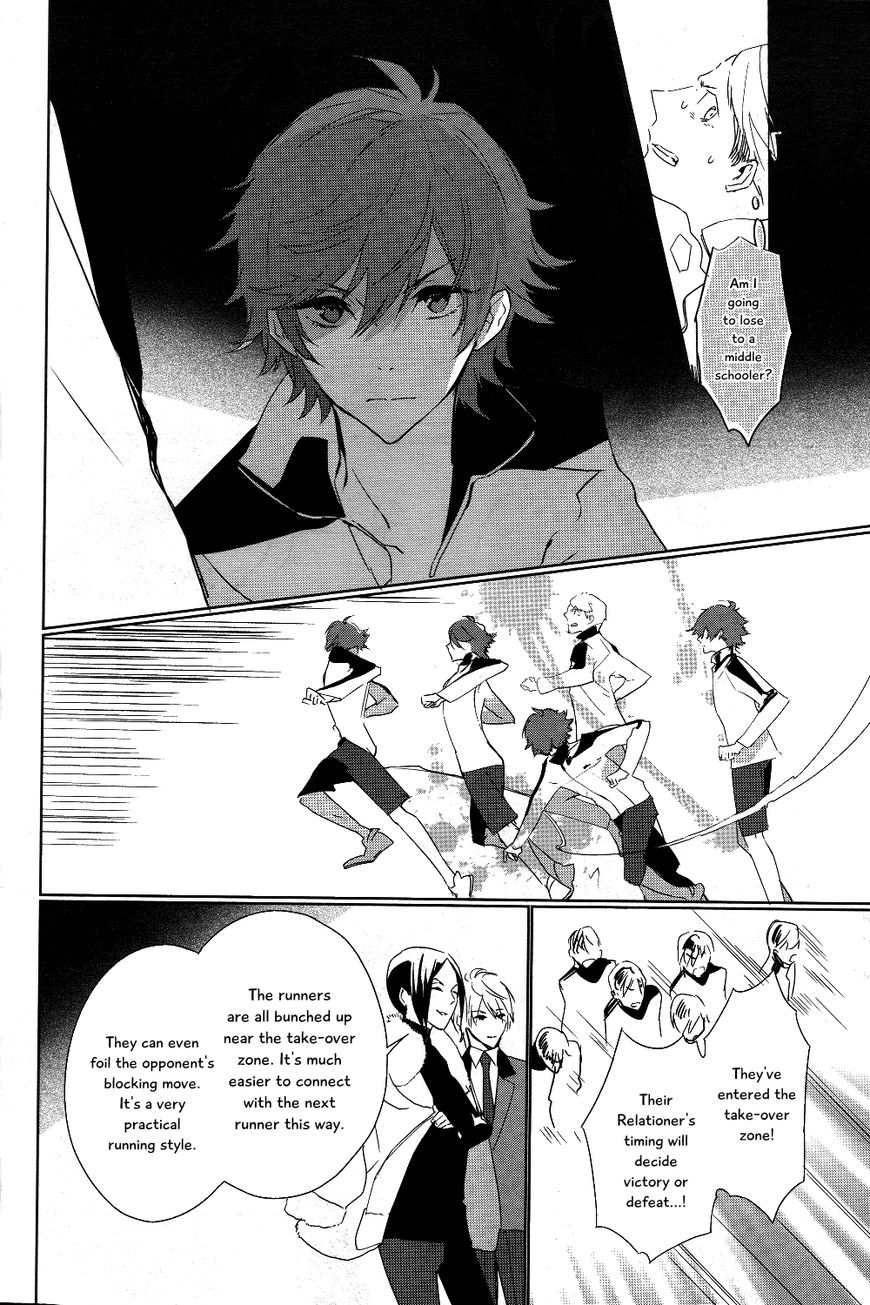 Am I
going
to lose
to a
middle
schooler?
They've
entered the
take-over
zone!
Their
Relationer's
timing will
decide
victory or
defeat...!
The runners
are all bunched up
near the take-over
zone. It's much
easier to connect
with the next
runner this way.
They can even
foil the opponent's
blocking move.
It's a very
practical
running style.